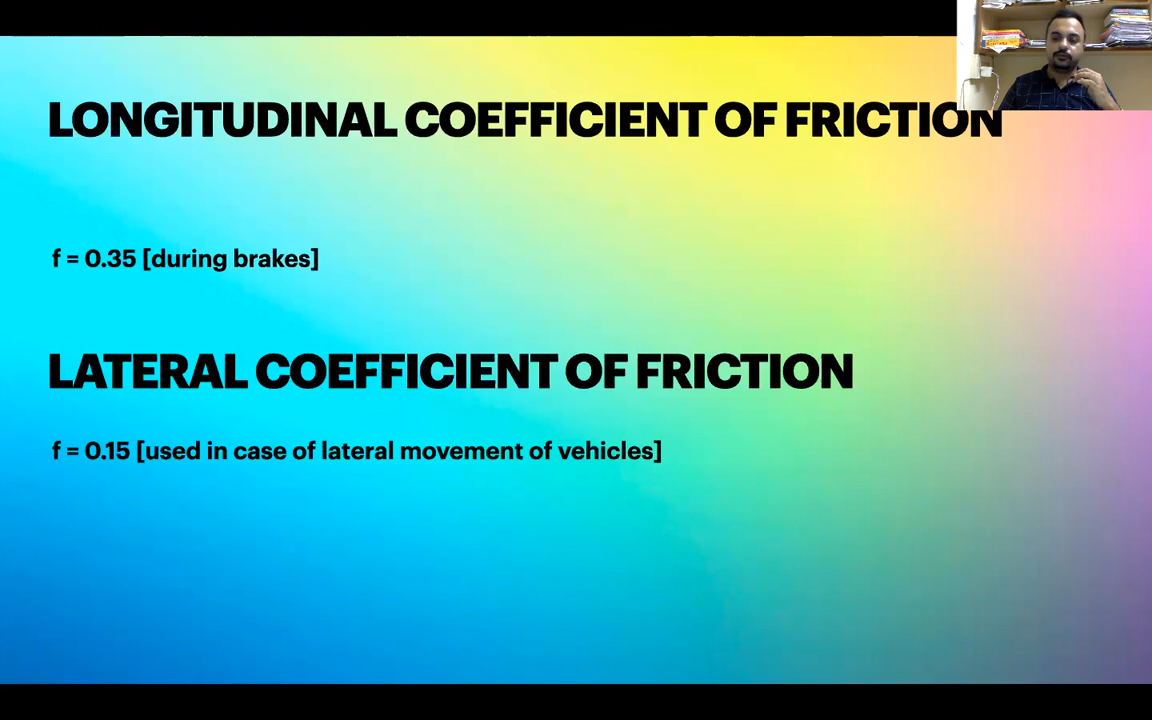 LONGITUDINAL COEFFICIENT OF FRICTION
f = 0.35 [during brakes]
LATERAL COEFFICIENT OF FRICTION
f = 0.15 [used in case of lateral movement of vehicles]